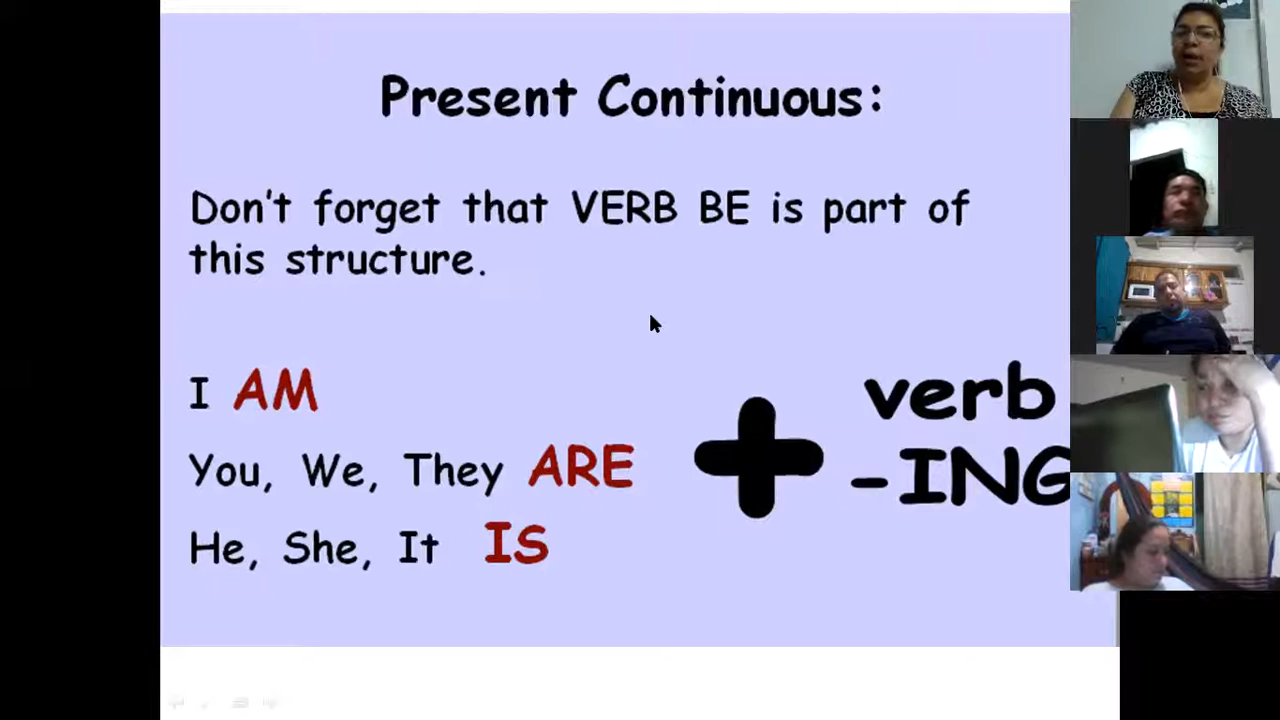 Present Continuous:
Don't forget that VERB BE is part of
this structure.
I AM
You, We, They ARE
He, She, It IS
verb
-ING